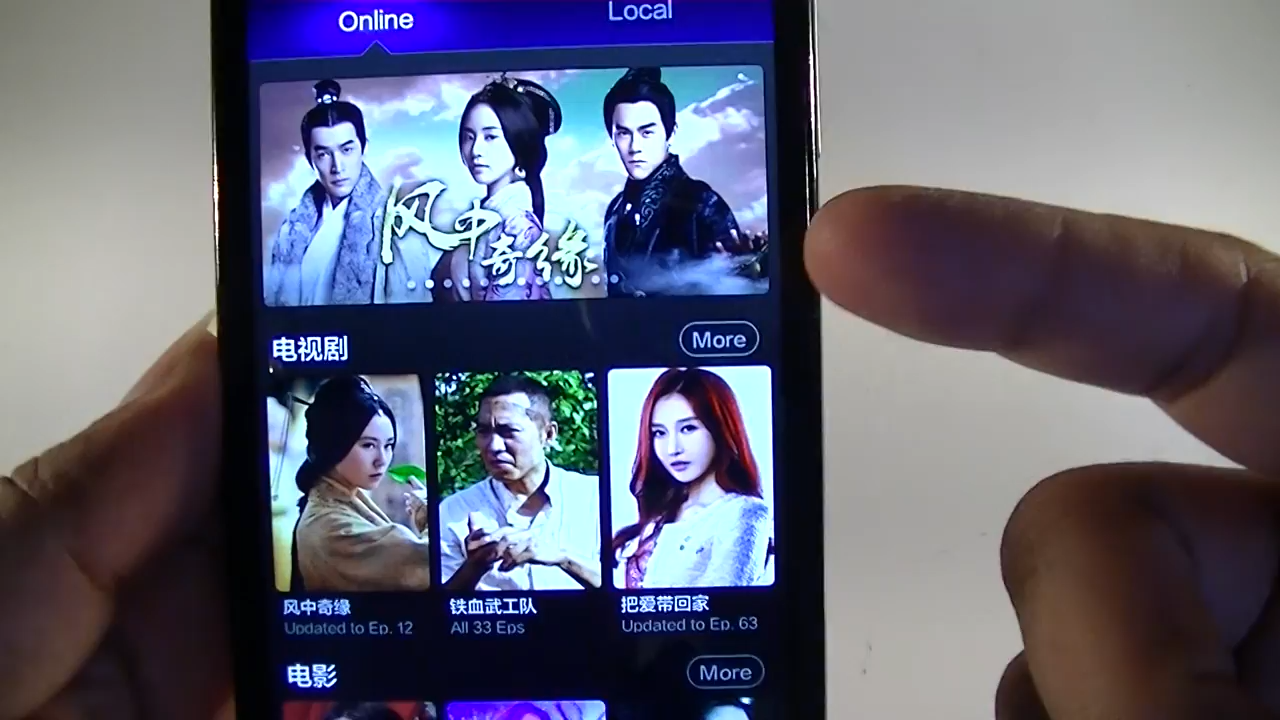 Online
Local
风中奇缘
电视剧
More
风中奇缘
铁血武工队
把爱带回家
Updated to Ep. 12
All 33 Eps
Updated to Ep. 63
电影
More